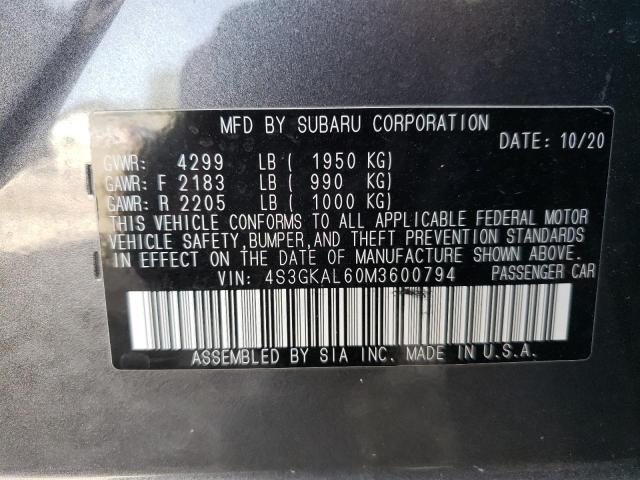 MFD BY SUBARU CORPORATION
DATE: 10/20
GVWR: 4299 LB ( 1950 KG)
GAWR: F 2183 LB ( 990 KG)
GAWR: R 2205 LB ( 1000 KG)
THIS VEHICLE CONFORMS TO ALL APPLICABLE FEDERAL MOTOR
VEHICLE SAFETY, BUMPER, AND THEFT PREVENTION STANDARDS
IN EFFECT ON THE DATE OF MANUFACTURE SHOWN ABOVE.
VIN: 4S3GKAL60M3600794 PASSENGER CAR
ASSEMBLED BY SIA INC. MADE IN U.S.A.